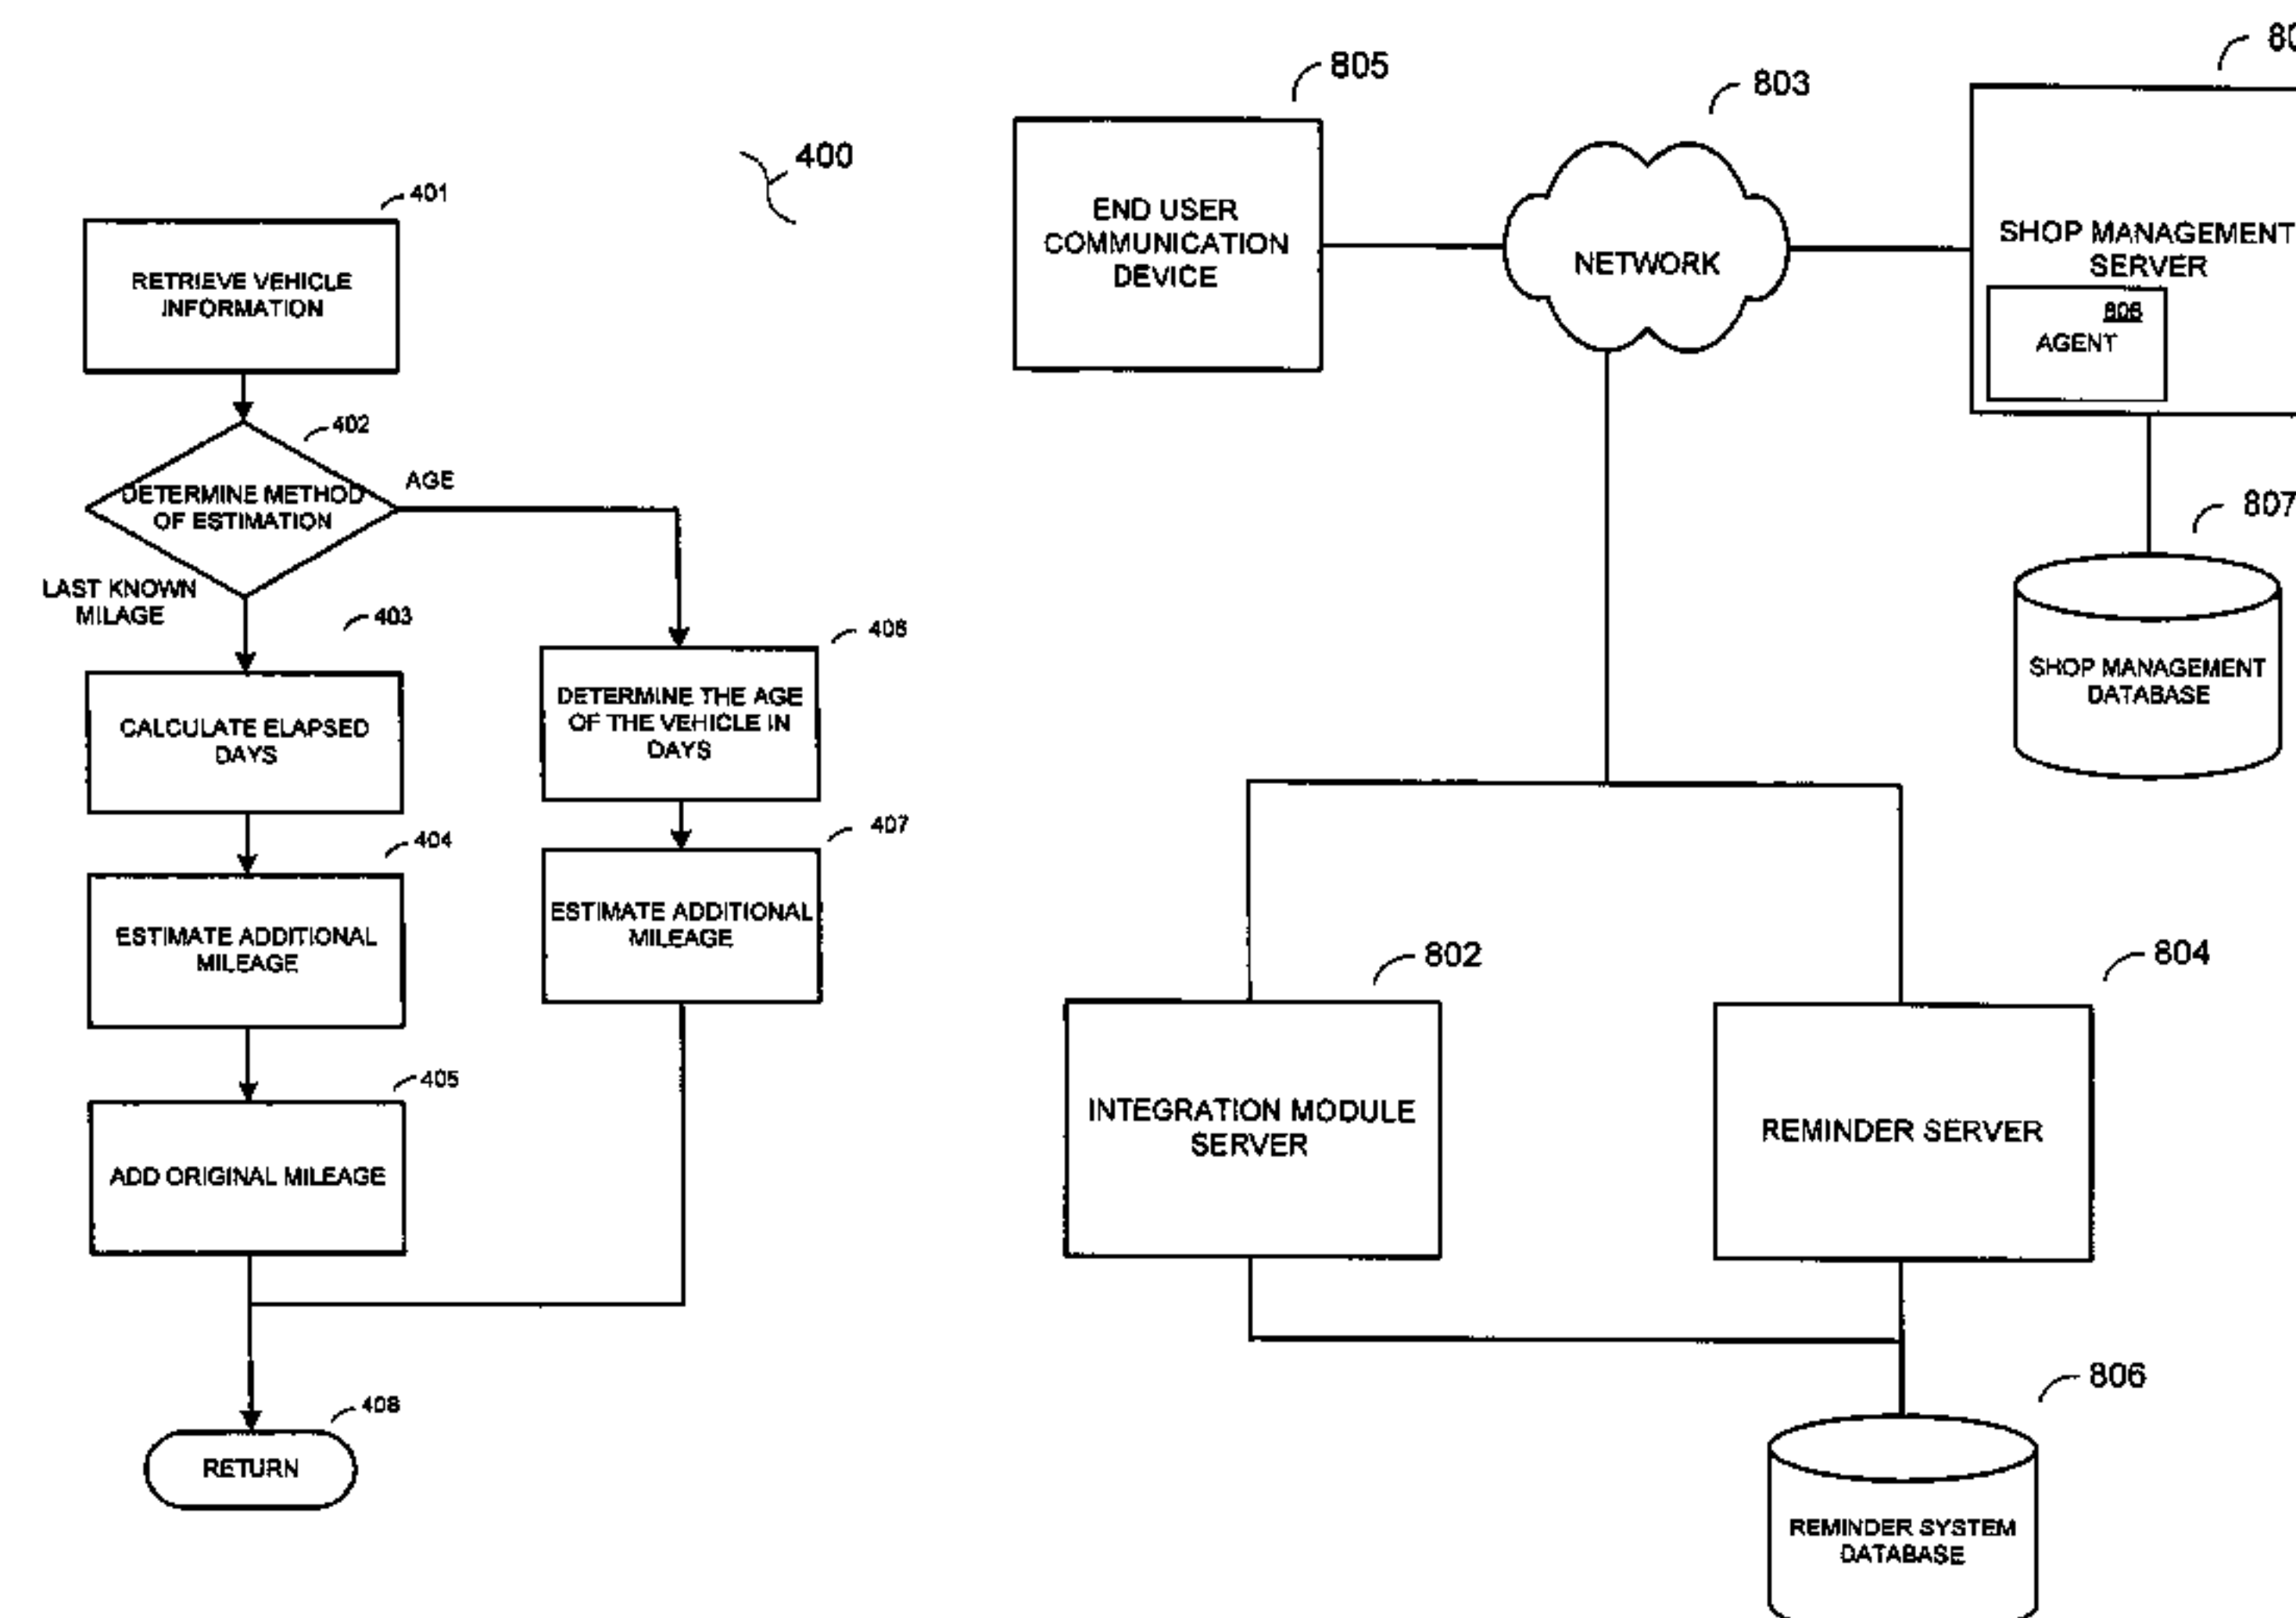 400
401
RETRIEVE VEHICLE
INFORMATION
402
DETERMINE METHOD
OF ESTIMATION
AGE
LAST KNOWN
MILAGE
403
CALCULATE ELAPSED
DAYS
404
ESTIMATE ADDITIONAL
MILEAGE
405
ADD ORIGINAL MILEAGE
406
DETERMINE THE AGE
OF THE VEHICLE IN
DAYS
407
ESTIMATE ADDITIONAL
MILEAGE
408
RETURN
805
END USER
COMMUNICATION
DEVICE
803
NETWORK
SHOP MANAGEMENT
SERVER
AGENT
807
SHOP MANAGEMENT
DATABASE
802
INTEGRATION MODULE
SERVER
804
REMINDER SERVER
806
REMINDER SYSTEM
DATABASE